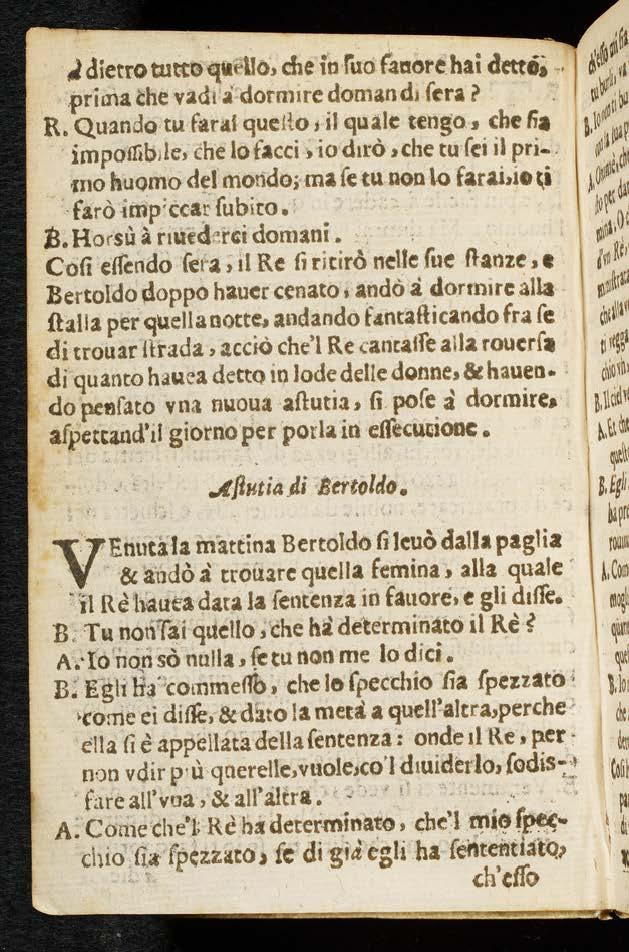 à dietro tutto quello, che in ſuo fauore hai detto,
prima che vadi à dormire domandi ſera ?
R. Quando tu farai queſto, il quale tengo, che ſia
impoſſibile, che lo facci, io dirò, che tu ſei il pri-
mo huomo del mondo; ma ſe tu non lo farai, io ti
farò impiccar ſubito.
B. Horsù à riuederci domani.
Coſi eſſendo ſera, il Re ſi ritirò nelle ſue ſtanze, e
Bertoldo doppo hauer cenato, andò à dormire alla
ſtalla per quella notte, andando fantaſticando fra ſe
di trouar ſtrada, acciò che'l Re cantaſſe alla rouerſa
di quanto hauea detto in lode delle donne, & hauen-
do penſato vna nuoua aſtutia, ſi poſe à dormire,
aſpettand'il giorno per porla in eſſecutione.
Aſtutia di Bertoldo.
VEnuta la mattina Bertoldo ſi leuò dalla paglia
& andò à trouare quella femina, alla quale
il Rè hauea data la ſentenza in fauore, e gli diſſe.
B. Tu non ſai quello, che hà determinato il Rè ?
A. Io non sò nulla, ſe tu non me lo dici.
B. Egli ha commeſſo, che lo ſpecchio ſia ſpezzato
come ei diſſe, & dato la metà a quell'altra, perche
ella ſi è appellata della ſentenza : onde il Re, per
non vdir più querelle, vuole, co'l diuiderlo, ſodis-
fare all'vna, & all'altra.
A. Come che'l Rè ha determinato, che'l mio ſpec-
chio ſia ſpezzato, ſe di già egli ha ſententiato,
ch'eſſo